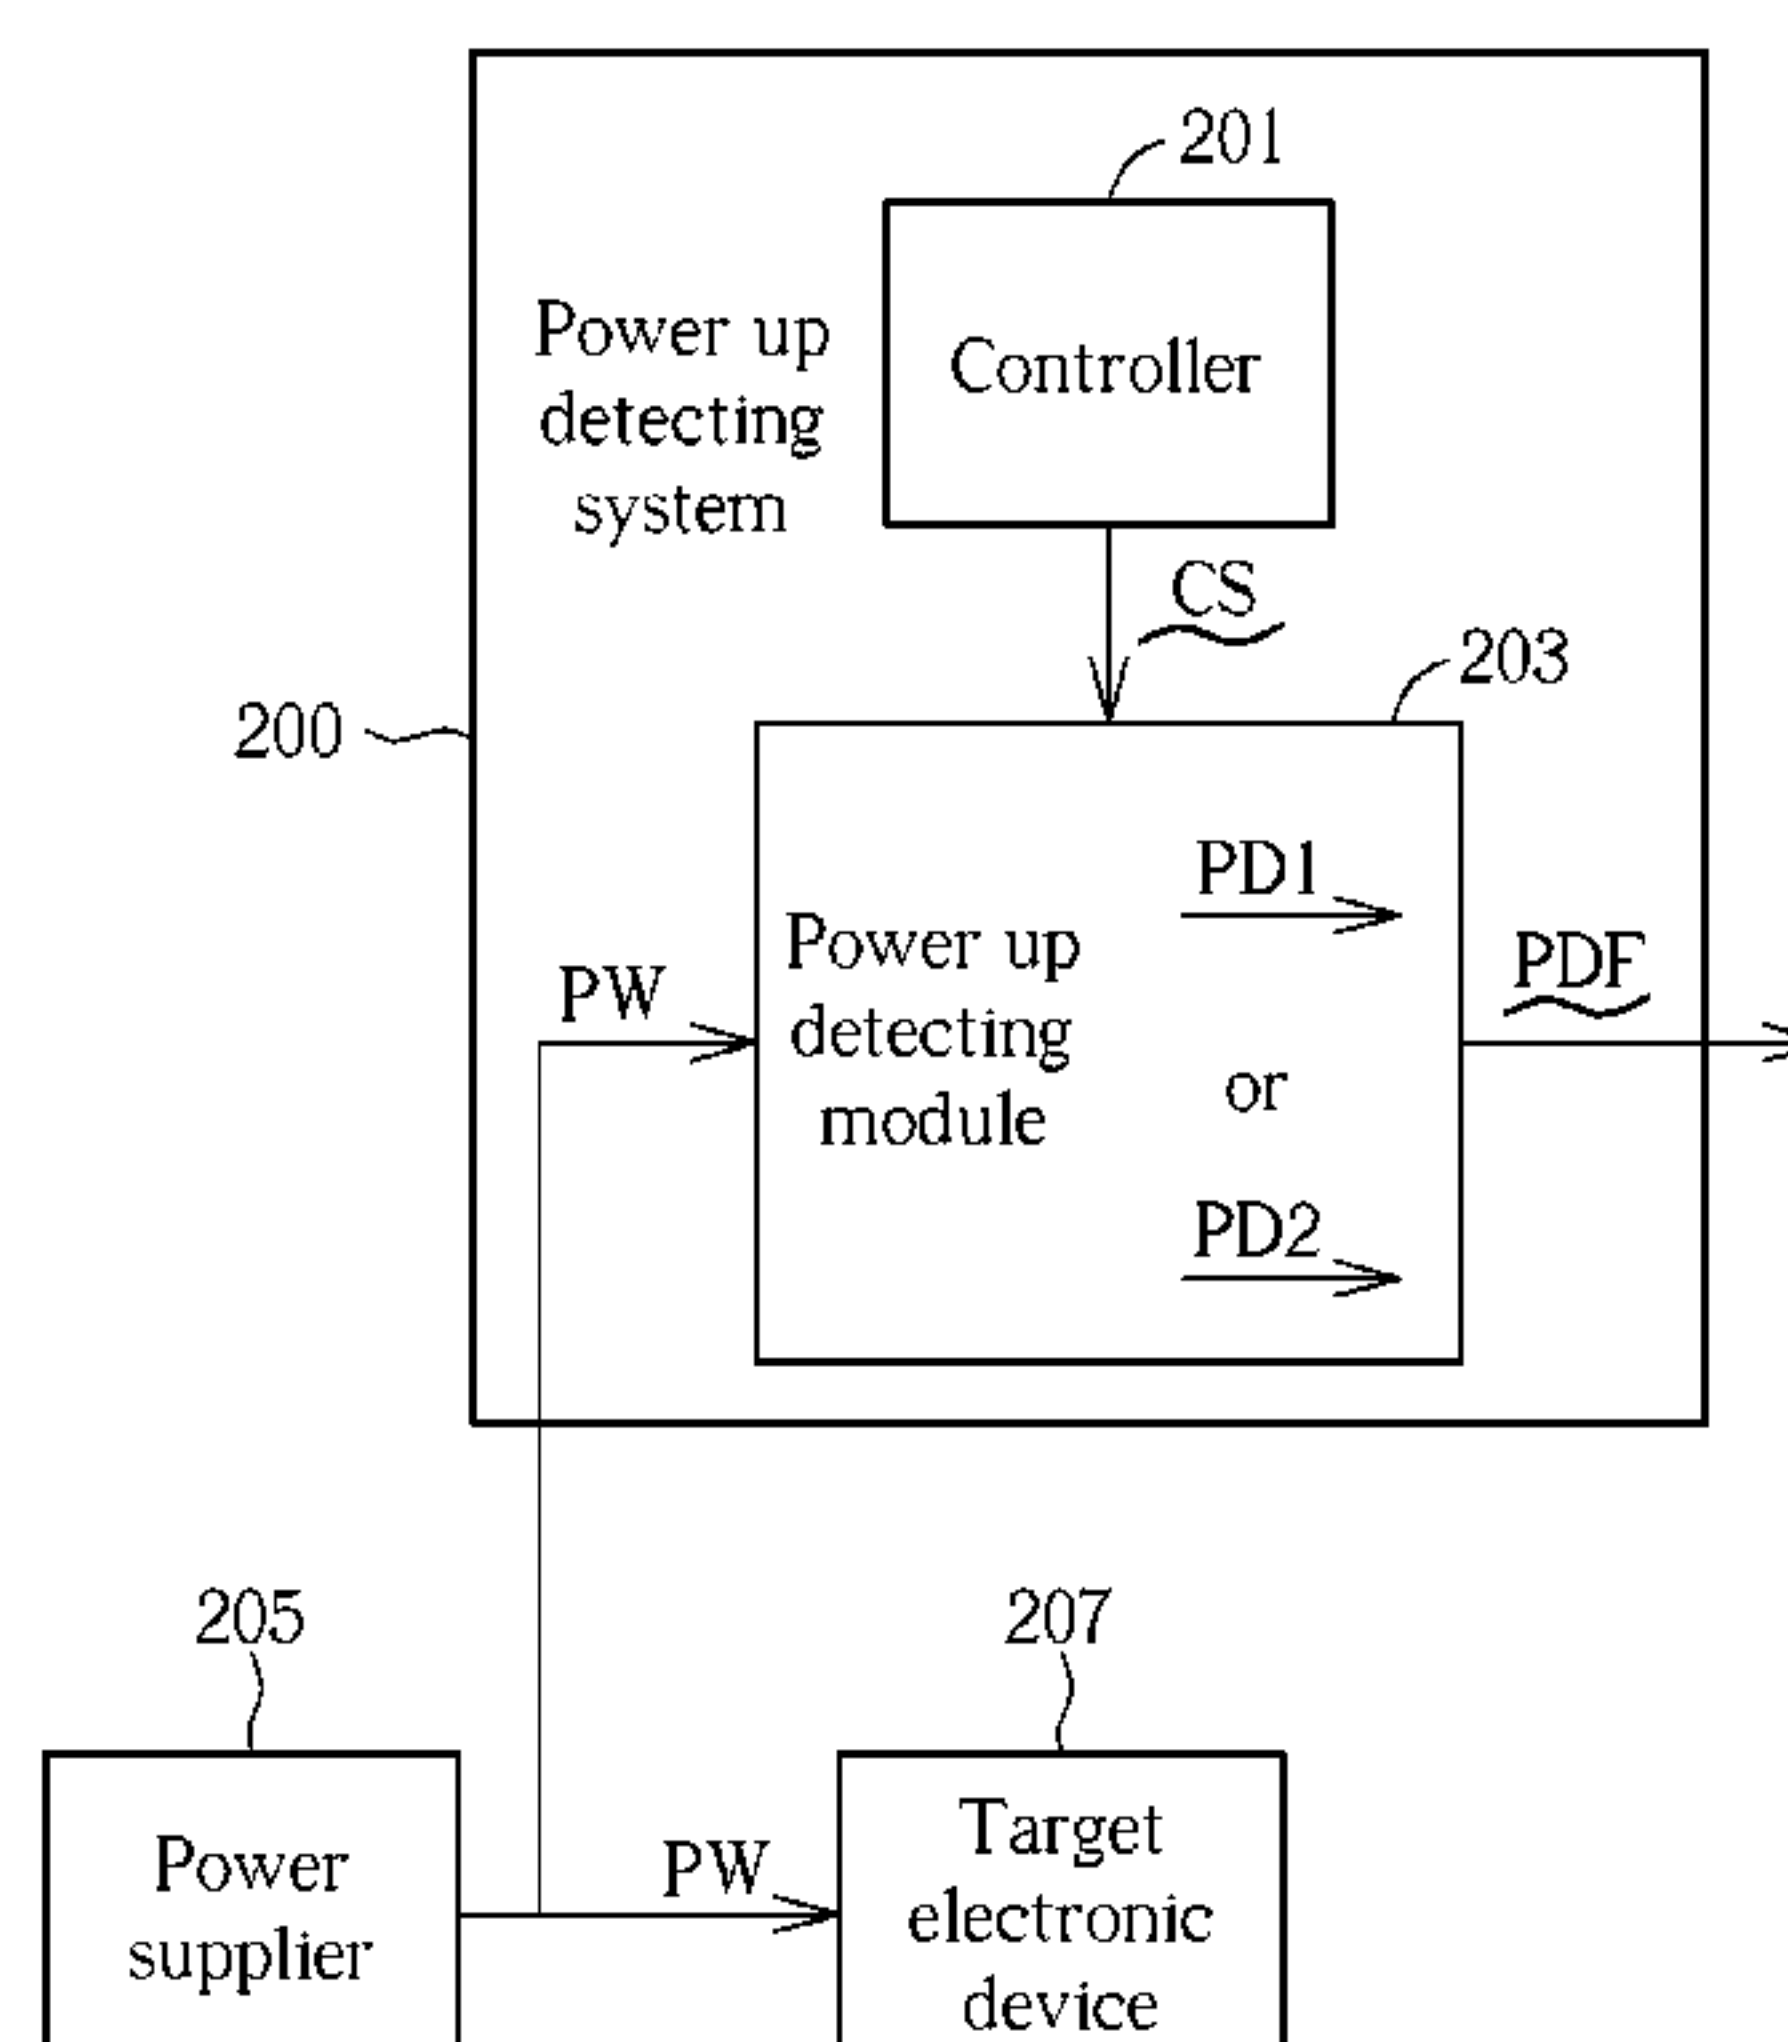 201
Power up
detecting
system
Controller
CS
203
200
PD1
Power up
detecting
module
PW
or
PDF
PD2
205
207
Power
supplier
PW
Target
electronic
device